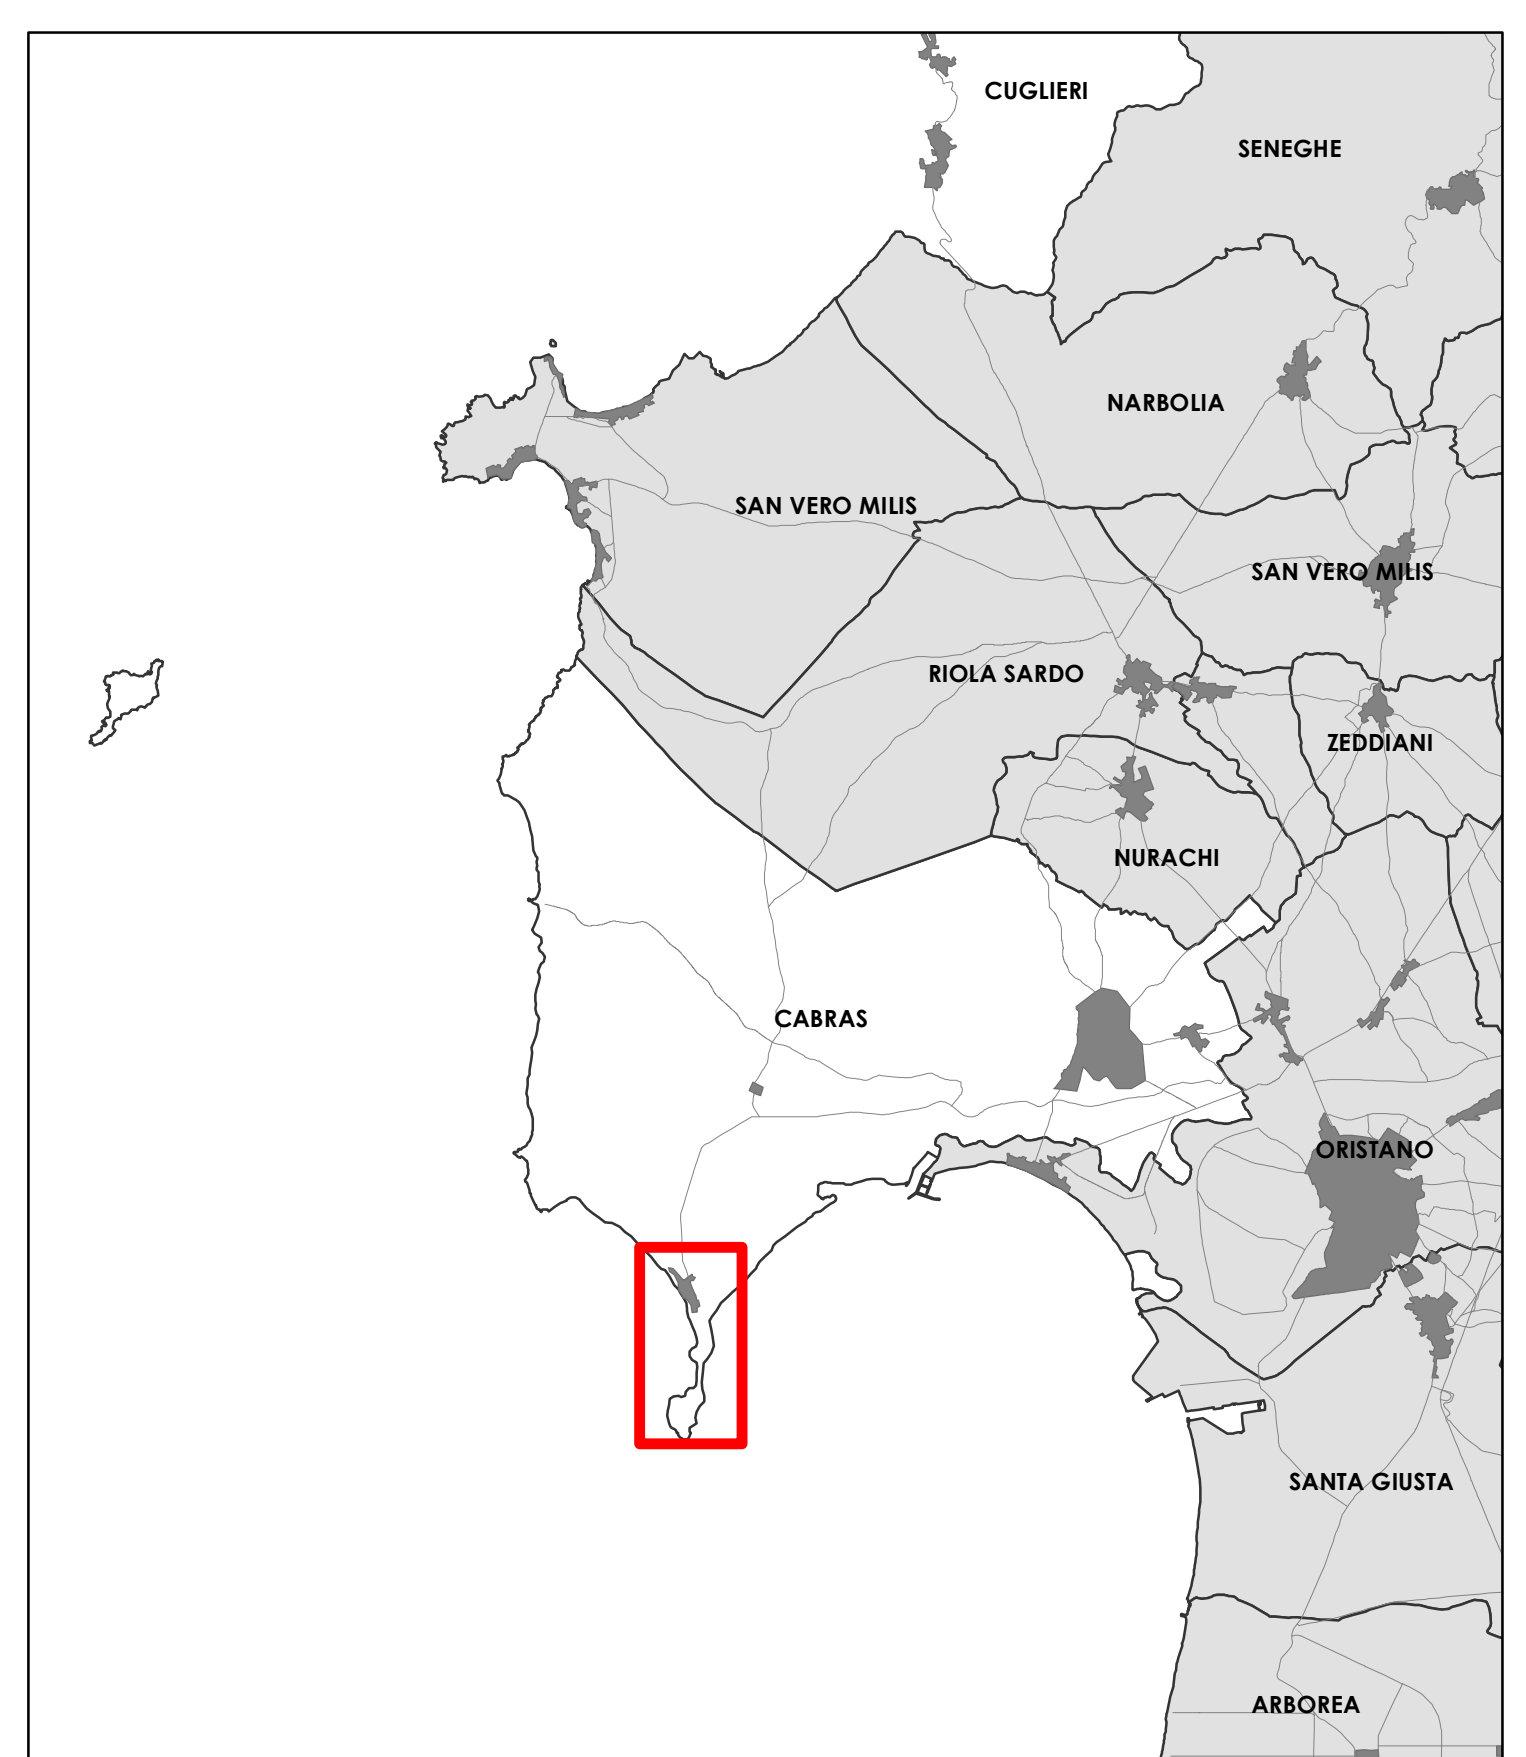 CUGLIERI
SENEGHE
NARBOLIA
SAN VERO MILIS
SAN VERO MILIS
RIOLA SARDO
ZEDDIANI
NURACHI
CABRAS
ORISTANO
SANTA GIUSTA
ARBOREA